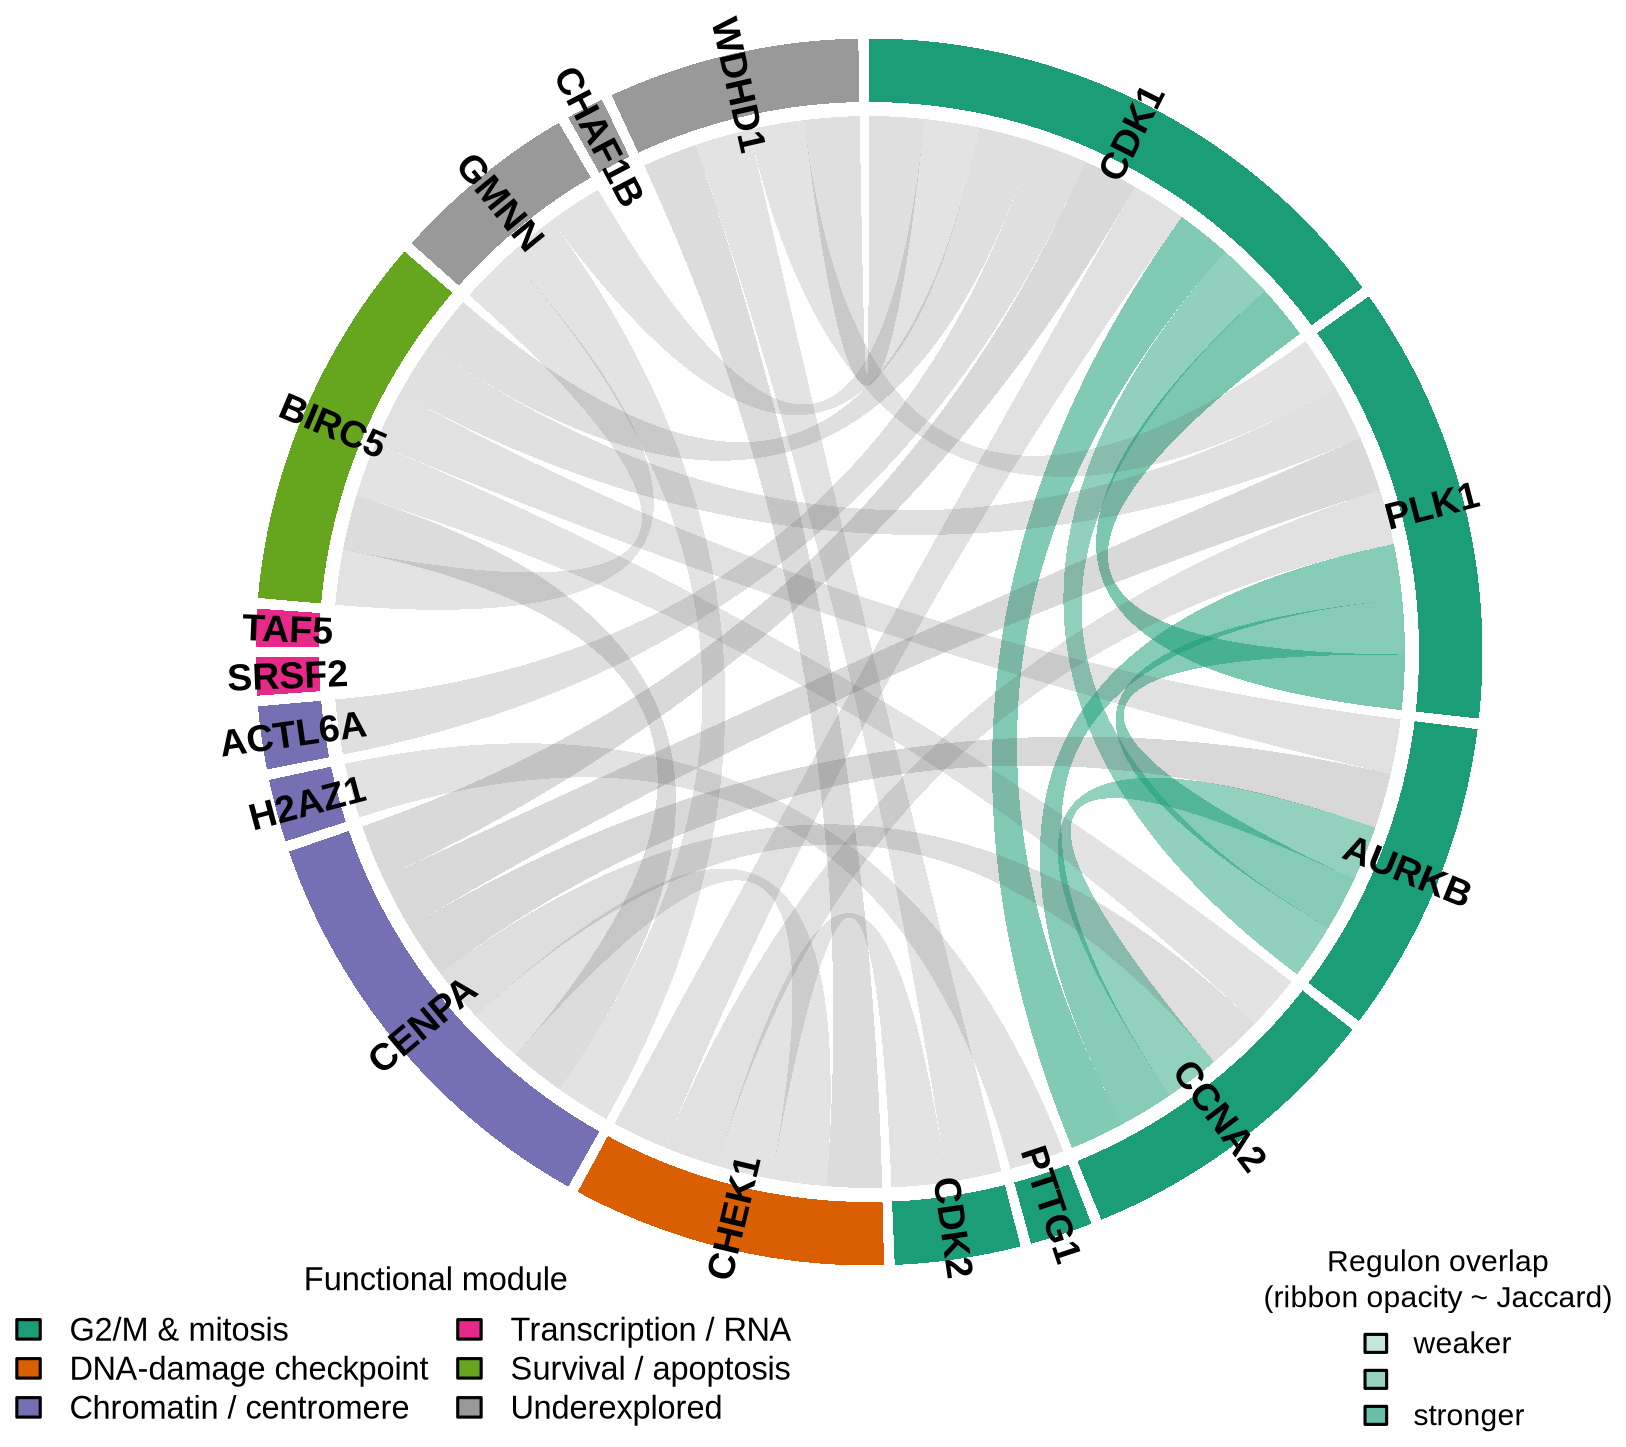 WDHD1
CDK1
CHAF1B
GMNN
BIRC5
PLK1
TAF5
SRSF2
ACTL6A
H2AZ1
AURKB
CENPA
CCNA2
CHEK1
CDK2
PTTG1
Functional module
G2/M & mitosis
DNA-damage checkpoint
Chromatin / centromere
Transcription / RNA
Survival / apoptosis
Underexplored
Regulon overlap
(ribbon opacity ~ Jaccard)
weaker
stronger